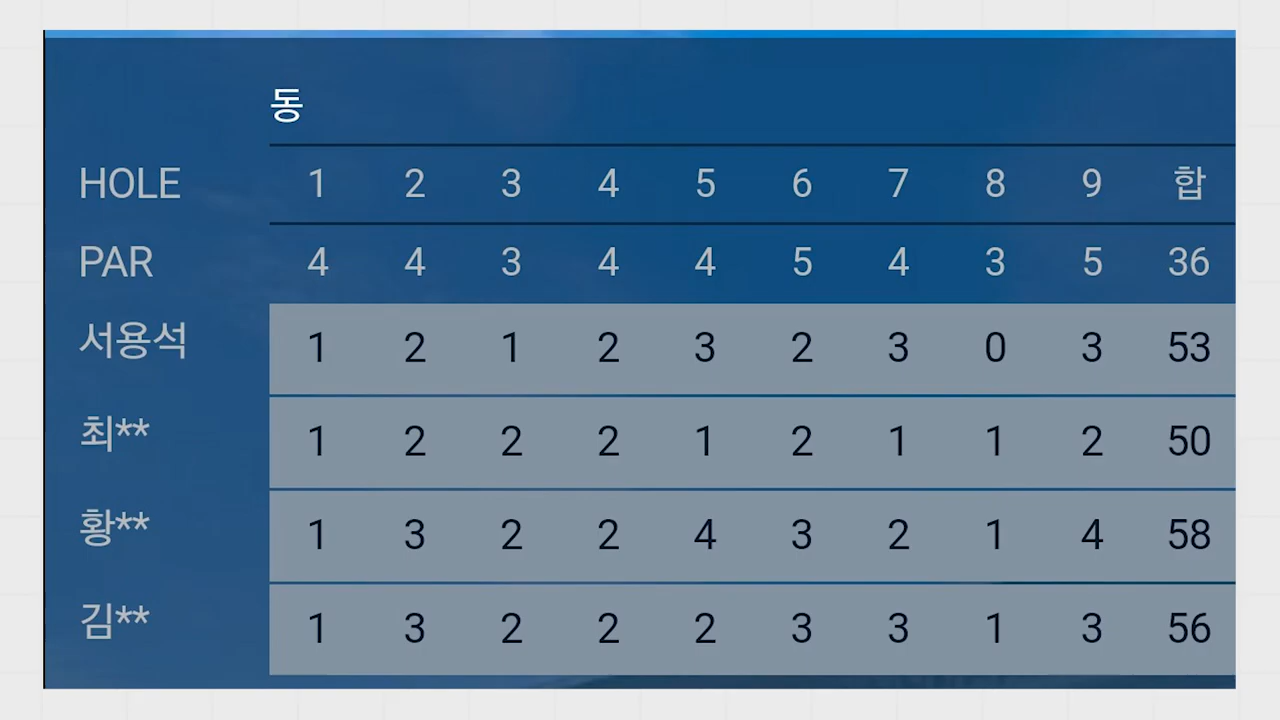 동
HOLE 1 2 3 4 5 6 7 8 9 합
PAR 4 4 3 4 4 5 4 3 5 36
서용석 1 2 1 2 3 2 3 0 3 53
최** 1 2 2 2 1 2 1 1 2 50
황** 1 3 2 2 4 3 2 1 4 58
김** 1 3 2 2 2 3 3 1 3 56